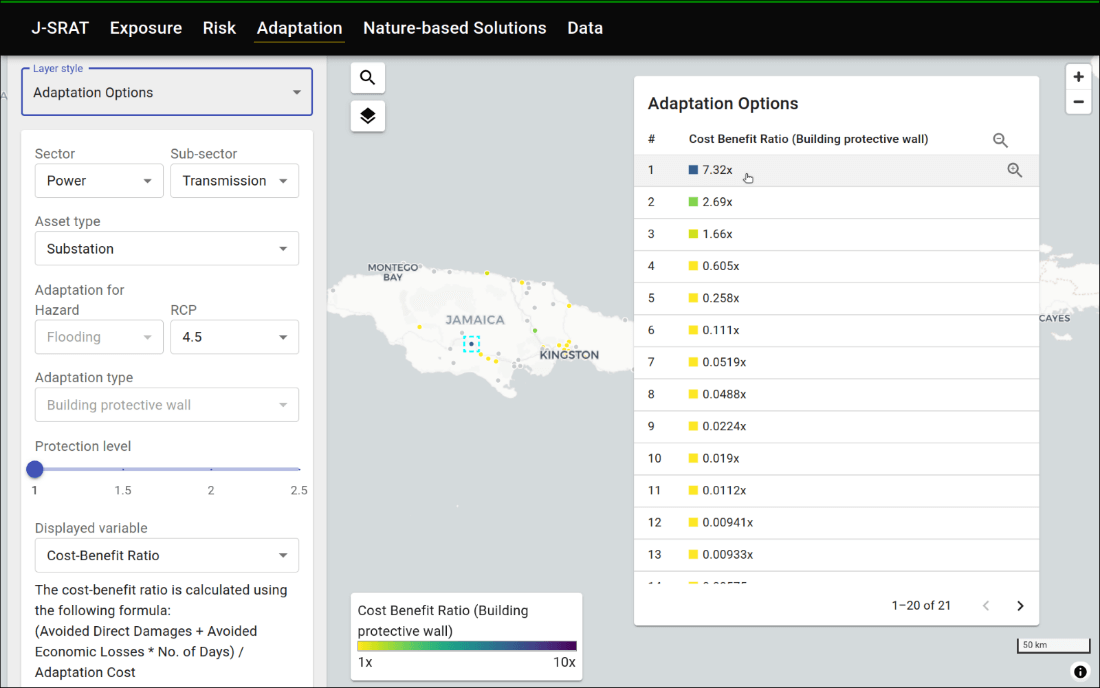 J-SRAT Exposure Risk Adaptation Nature-based Solutions Data
Layer style
Adaptation Options
Sector Sub-sector
Power Transmission
Asset type
Substation
Adaptation for
Hazard RCP
Flooding 4.5
Adaptation type
Building protective wall
Protection level
1 1.5 2 2.5
Displayed variable
Cost-Benefit Ratio
The cost-benefit ratio is calculated using
the following formula:
(Avoided Direct Damages + Avoided
Economic Losses * No. of Days) /
Adaptation Cost
MONTEGO
BAY
JAMAICA
KINGSTON
CAYES
Cost Benefit Ratio (Building
protective wall)
1x 10x
Adaptation Options
# Cost Benefit Ratio (Building protective wall)
1 7.32x
2 2.69x
3 1.66x
4 0.605x
5 0.258x
6 0.111x
7 0.0519x
8 0.0488x
9 0.0224x
10 0.019x
11 0.0112x
12 0.00941x
13 0.00933x
1–20 of 21
50 km